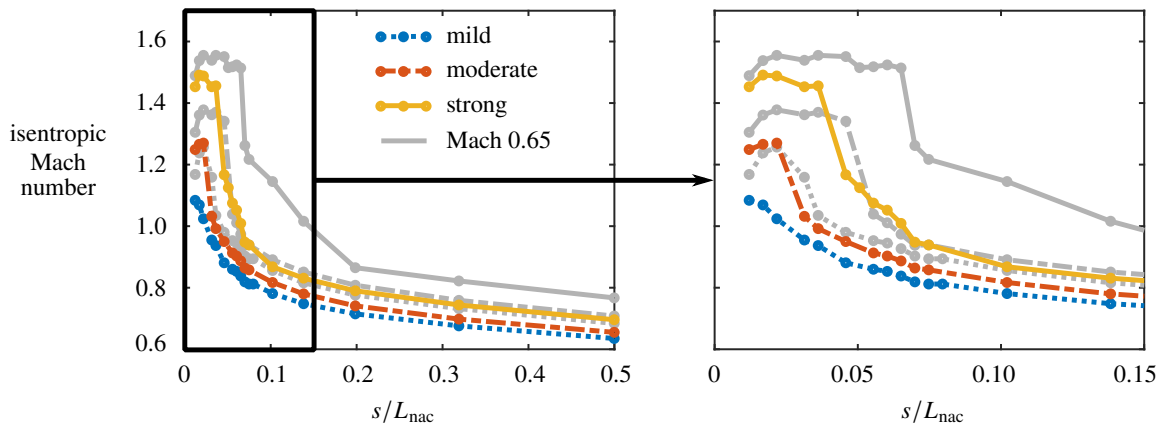 isentropic
Mach
number
1.6
1.4
1.2
1.0
0.8
0.6
mild
moderate
strong
Mach 0.65
0 0.1 0.2 0.3 0.4 0.5
s/Lnac
0 0.05 0.10 0.15
s/Lnac